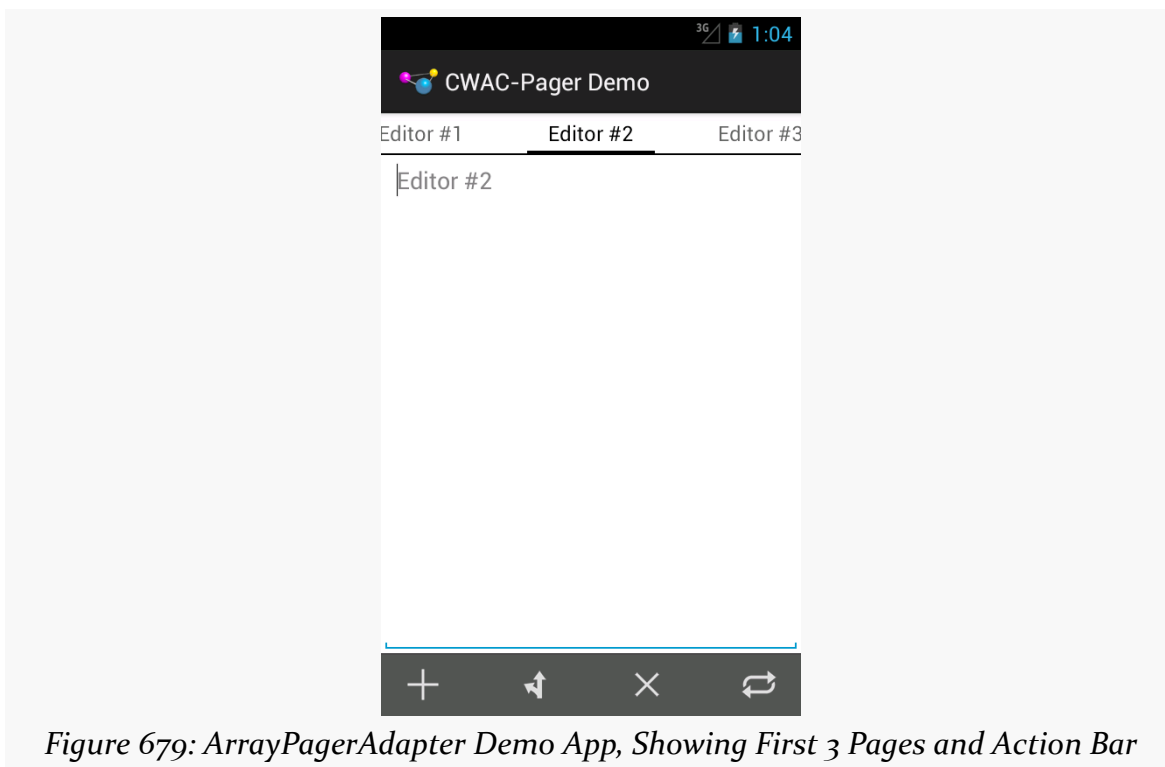 3G 1:04
CWAC-Pager Demo
Editor #1 Editor #2 Editor #3
Editor #2
Figure 679: ArrayPagerAdapter Demo App, Showing First 3 Pages and Action Bar